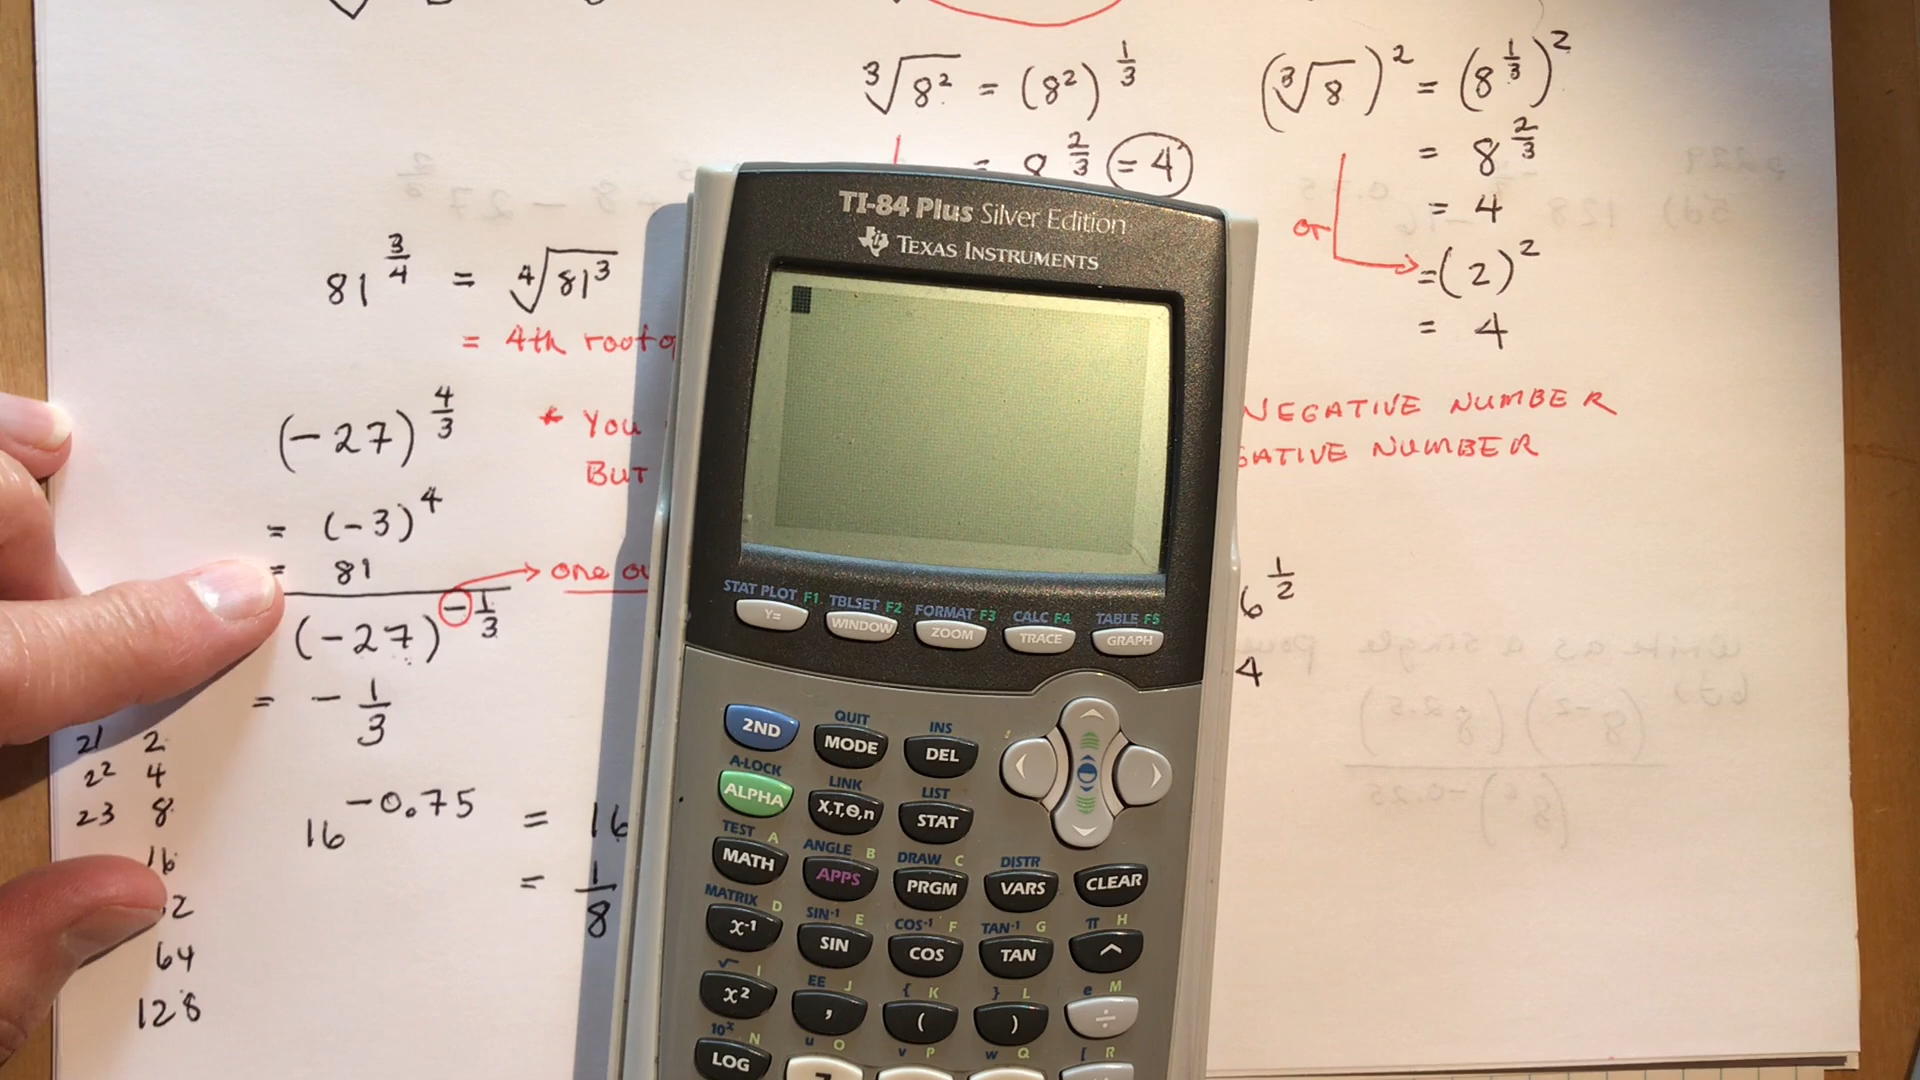 ∛8² = (8²)^(1/3)
= 8^(2/3) = 4
(∛8)² = (8^(1/3))²
= 8^(2/3)
= 4
or
= (2)²
= 4
81^(3/4) = ∜81³
= 4th root
(-27)^(4/3)
= (-3)⁴
= 81
* You
But
NEGATIVE NUMBER
NUMBER
(-27)^(-1/3)
→ one
= - 1/3
16^(-0.75) = 16
= 1/8
6^(1/2)
4
21 2
2² 4
23 8
16
64
128
TI-84 Plus Silver Edition
TEXAS INSTRUMENTS
STAT PLOT F1 TBLSET F2 FORMAT F3 CALC F4 TABLE F5
Y= WINDOW ZOOM TRACE GRAPH
QUIT INS
2ND MODE DEL
A-LOCK LINK LIST
ALPHA X,T,θ,n STAT
TEST A ANGLE B DRAW C DISTR
MATH APPS PRGM VARS CLEAR
MATRIX D SIN⁻¹ E COS⁻¹ F TAN⁻¹ G π H
x⁻¹ SIN COS TAN ^
√ I EE J { K } L e M
x² , ( ) ÷
10ˣ N u O v P w Q [ R
LOG